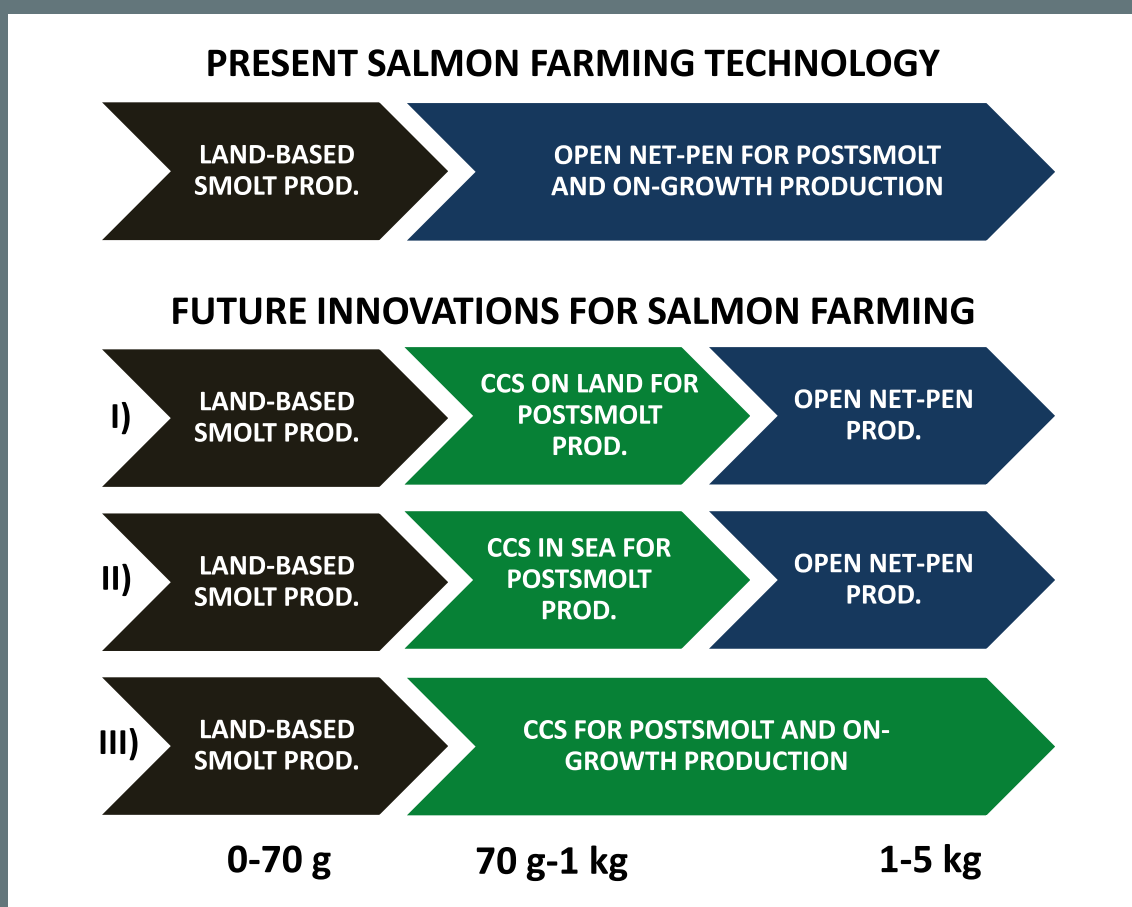 PRESENT SALMON FARMING TECHNOLOGY
LAND-BASED
SMOLT PROD.
OPEN NET-PEN FOR POSTSMOLT
AND ON-GROWTH PRODUCTION
FUTURE INNOVATIONS FOR SALMON FARMING
I)
LAND-BASED
SMOLT PROD.
CCS ON LAND FOR
POSTSMOLT
PROD.
OPEN NET-PEN
PROD.
II)
LAND-BASED
SMOLT PROD.
CCS IN SEA FOR
POSTSMOLT
PROD.
OPEN NET-PEN
PROD.
III)
LAND-BASED
SMOLT PROD.
CCS FOR POSTSMOLT AND ON-
GROWTH PRODUCTION
0-70 g
70 g-1 kg
1-5 kg